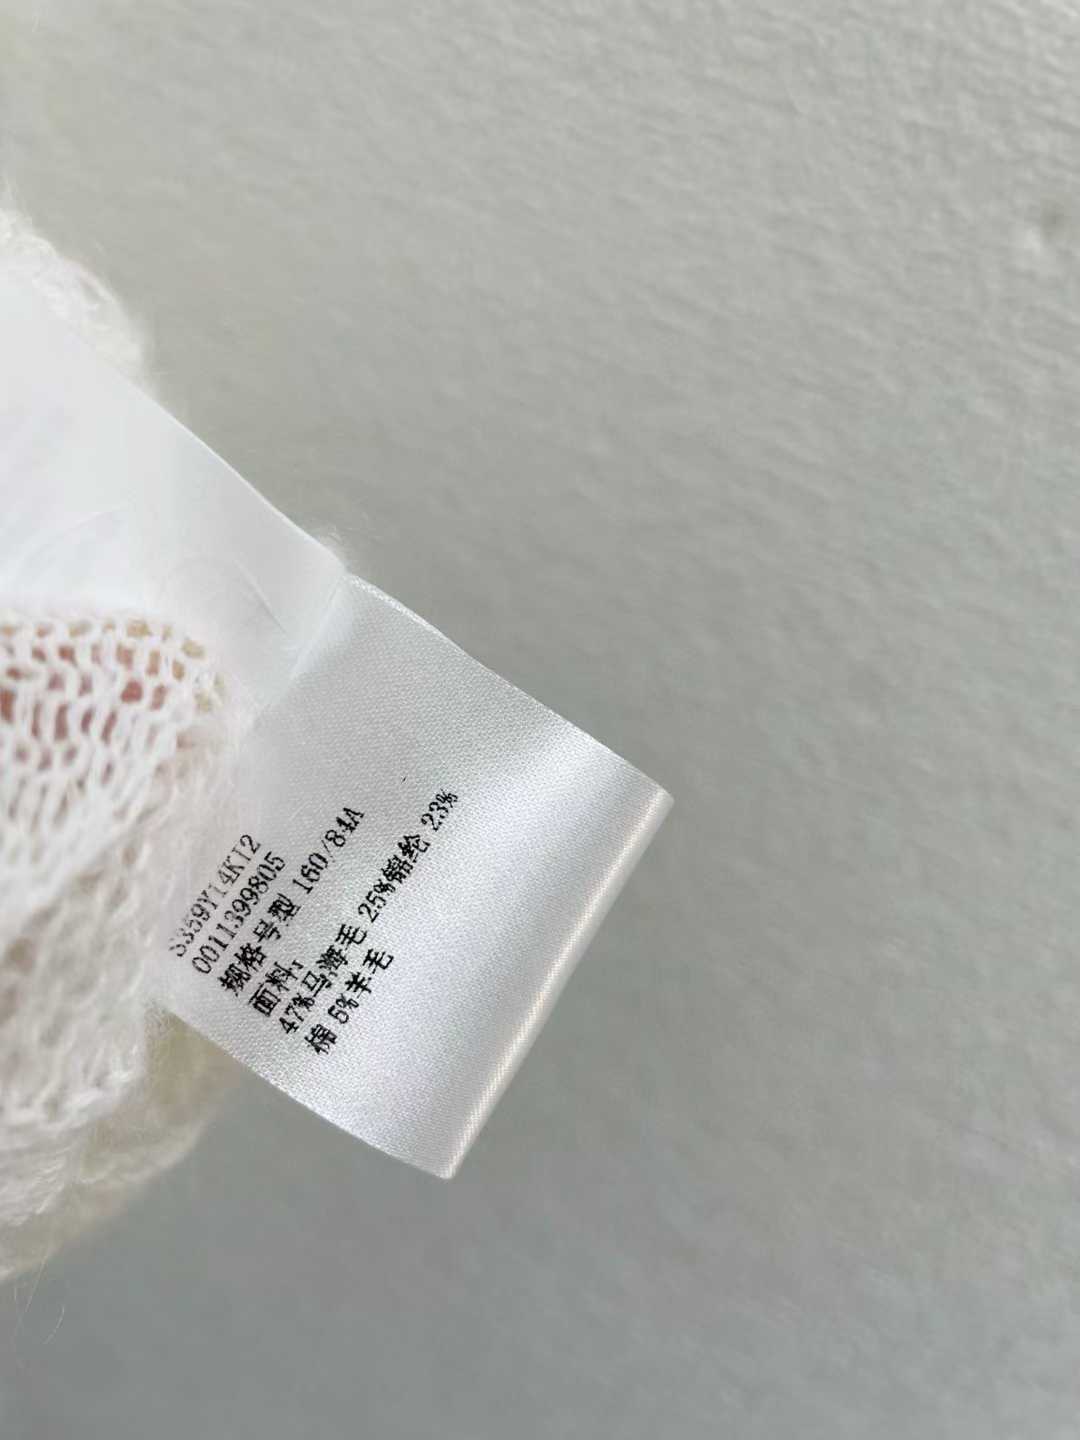 S359Y14KI2
0011399805
规格号型 160/84A
面料:
47%马海毛 25%锦纶 23%
棉 5%羊毛